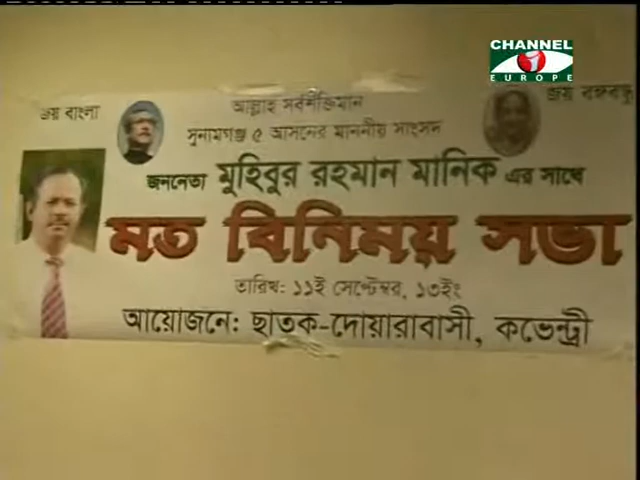 CHANNEL
i
EUROPE
জয় বাংলা
আল্লাহ সর্বশক্তিমান
জয় বঙ্গবন্ধু
সুনামগঞ্জ ৫ আসনের মাননীয় সাংসদ
জননেতা মুহিবুর রহমান মানিক এর সাথে
মত বিনিময় সভা
তারিখ: ১১ই সেপ্টেম্বর, ১৩ইং
আয়োজনে: ছাতক-দোয়ারাবাসী, কভেন্ট্রী